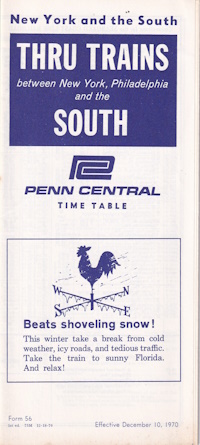 New York and the South
THRU TRAINS
between New York, Philadelphia
and the
SOUTH
PENN CENTRAL
TIME TABLE
N
W
E
S
Beats shoveling snow!
This winter take a break from cold
weather, icy roads, and tedious traffic.
Take the train to sunny Florida.
And relax!
Form 56
Effective December 10, 1970